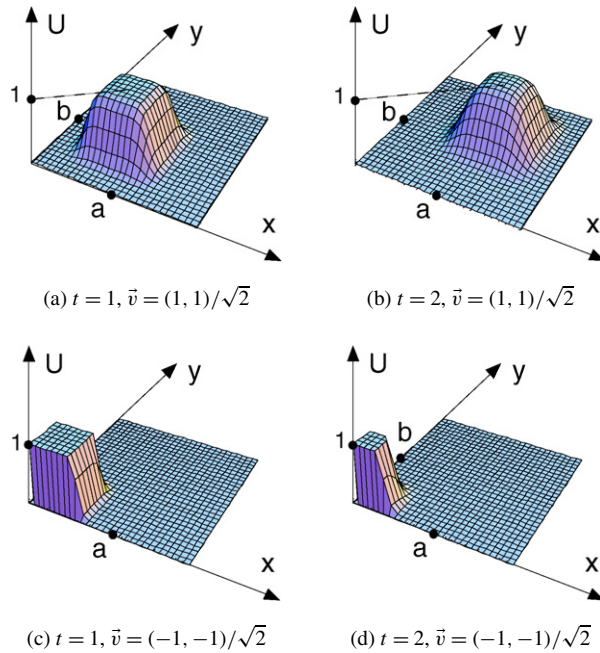 U
y
1
b
a
x
(a) t = 1, v⃗ = (1, 1)/√2
U
y
1
b
a
x
(b) t = 2, v⃗ = (1, 1)/√2
U
y
1
a
x
(c) t = 1, v⃗ = (−1, −1)/√2
U
y
1
b
a
x
(d) t = 2, v⃗ = (−1, −1)/√2